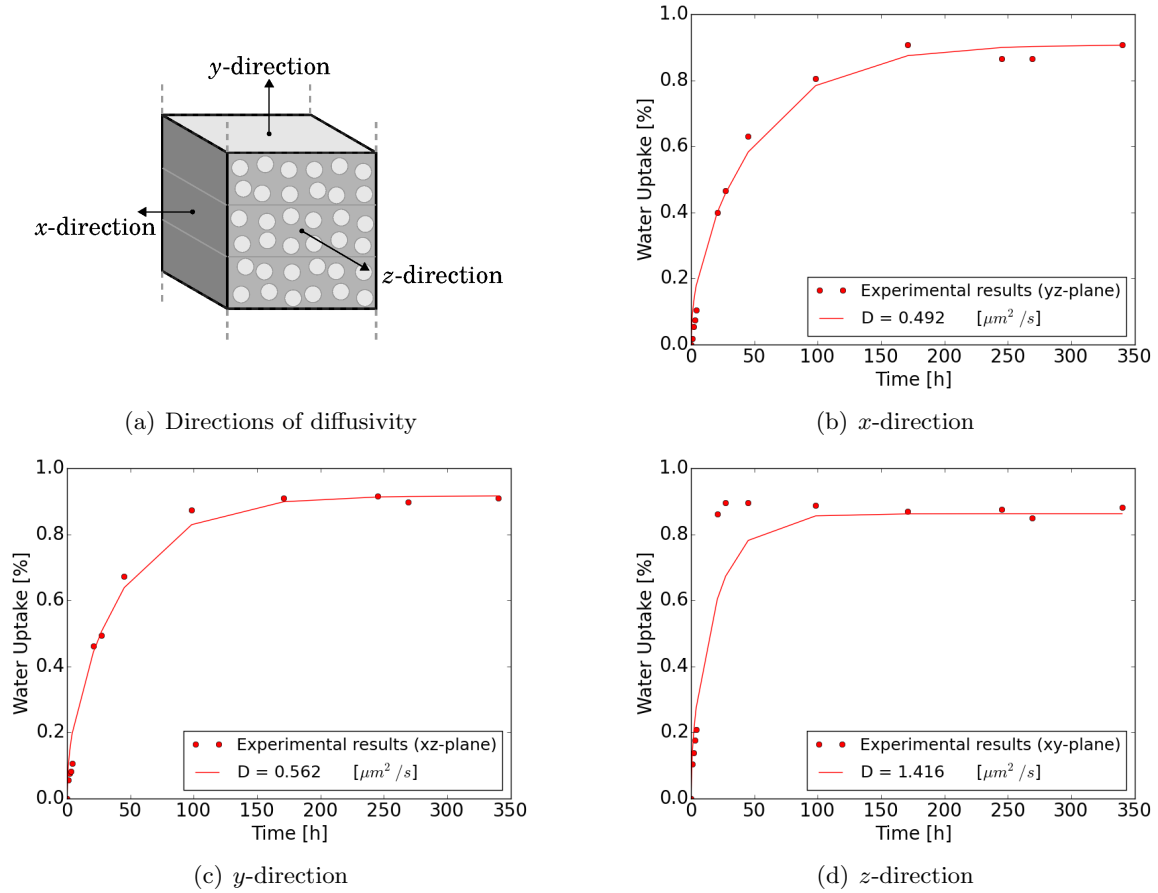 y-direction
x-direction
z-direction
(a) Directions of diffusivity
1.0
0.8
0.6
0.4
0.2
0.0
Water Uptake [%]
Experimental results (yz-plane)
D = 0.492 [μm² /s]
0 50 100 150 200 250 300 350
Time [h]
(b) x-direction
1.0
0.8
0.6
0.4
0.2
0.0
Water Uptake [%]
Experimental results (xz-plane)
D = 0.562 [μm² /s]
0 50 100 150 200 250 300 350
Time [h]
(c) y-direction
1.0
0.8
0.6
0.4
0.2
0.0
Water Uptake [%]
Experimental results (xy-plane)
D = 1.416 [μm² /s]
0 50 100 150 200 250 300 350
Time [h]
(d) z-direction